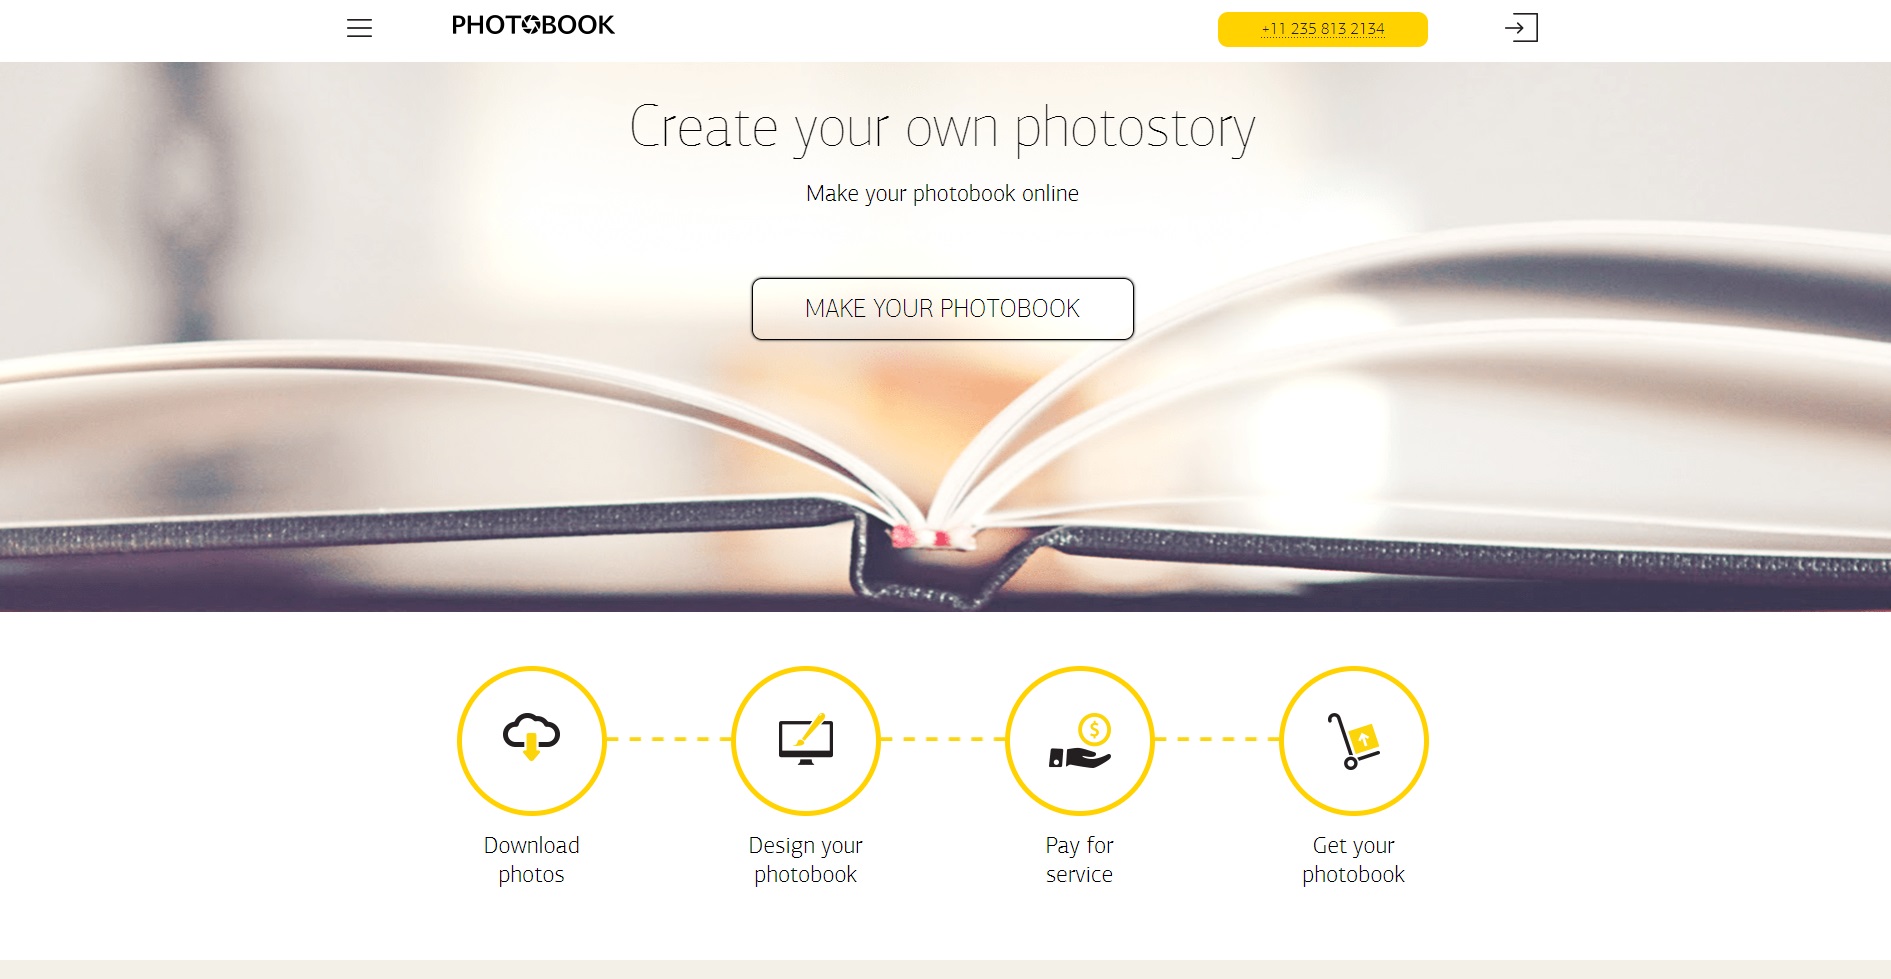 PHOTOBOOK
+11 235 813 2134
Create your own photostory
Make your photobook online
MAKE YOUR PHOTOBOOK
$
Download
photos
Design your
photobook
Pay for
service
Get your
photobook